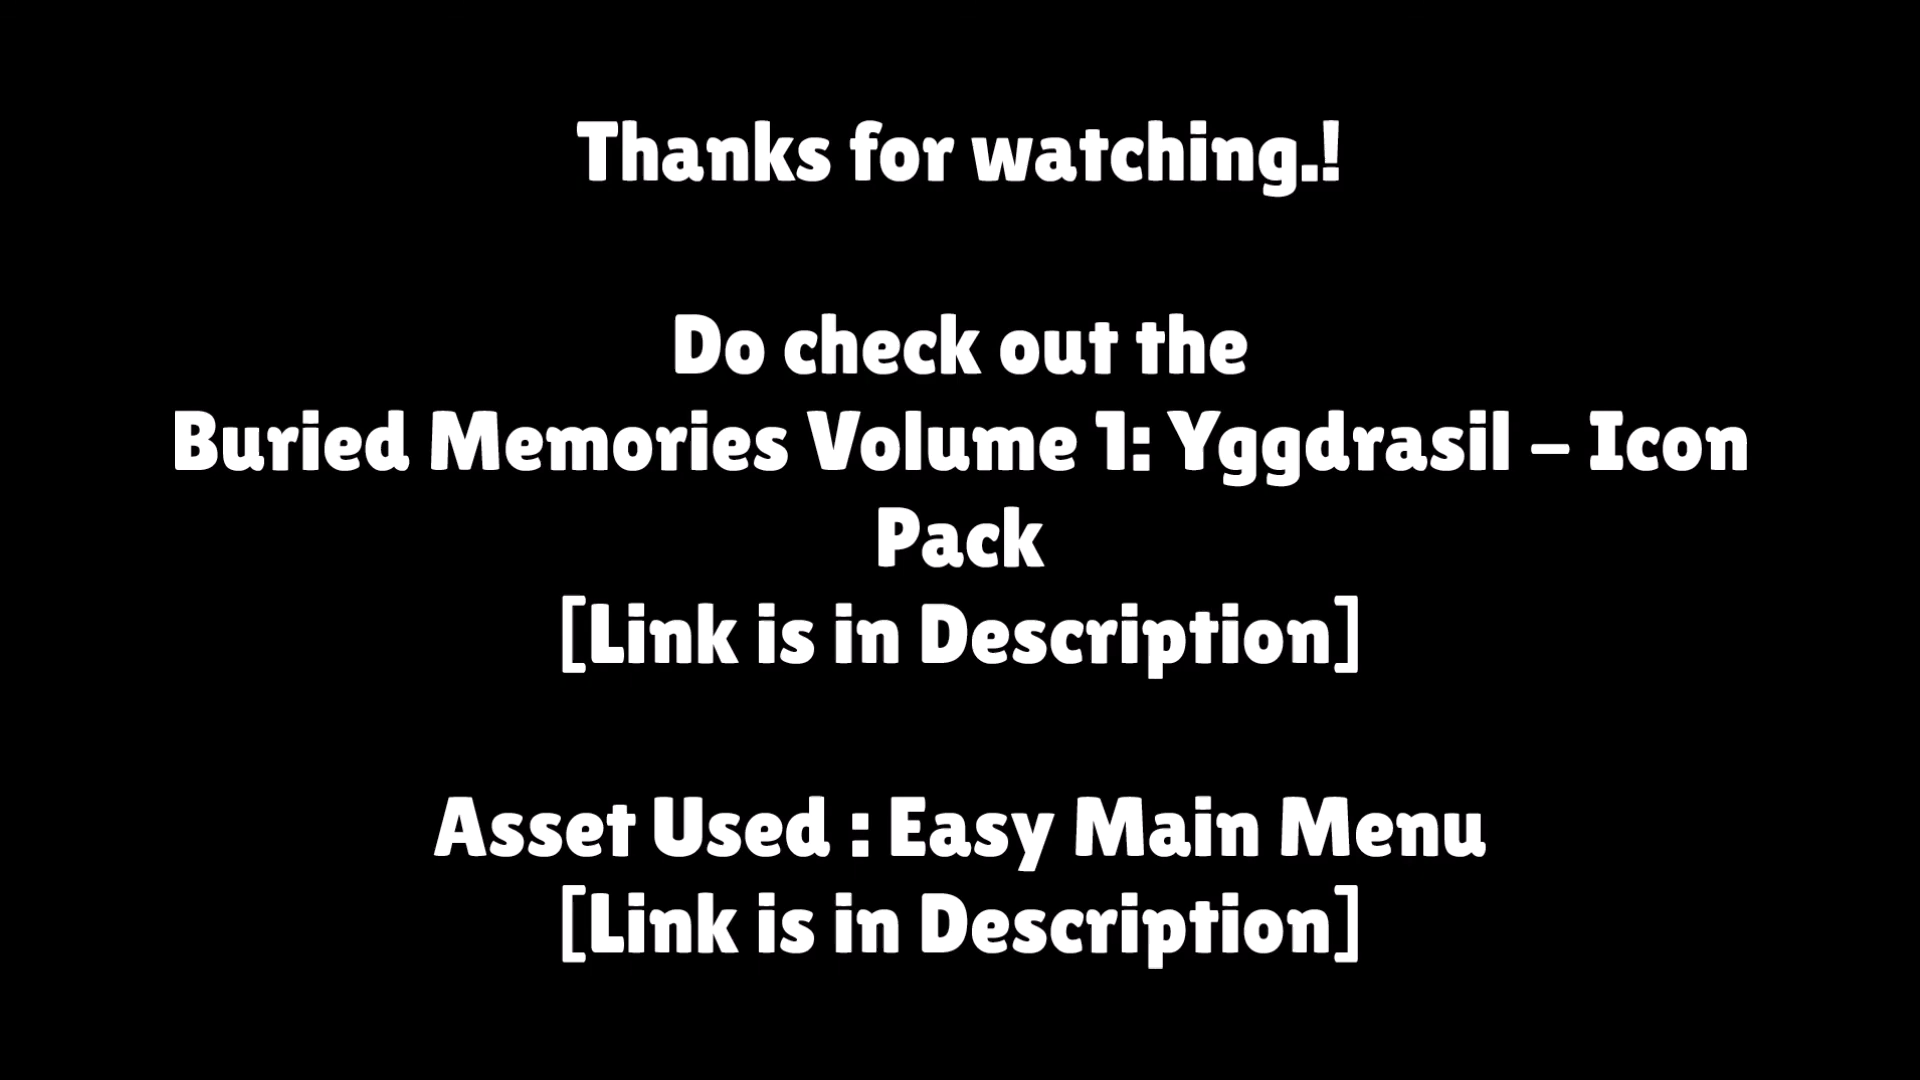 Thanks for watching.!
Do check out the
Buried Memories Volume 1: Yggdrasil - Icon
Pack
[Link is in Description]
Asset Used : Easy Main Menu
[Link is in Description]